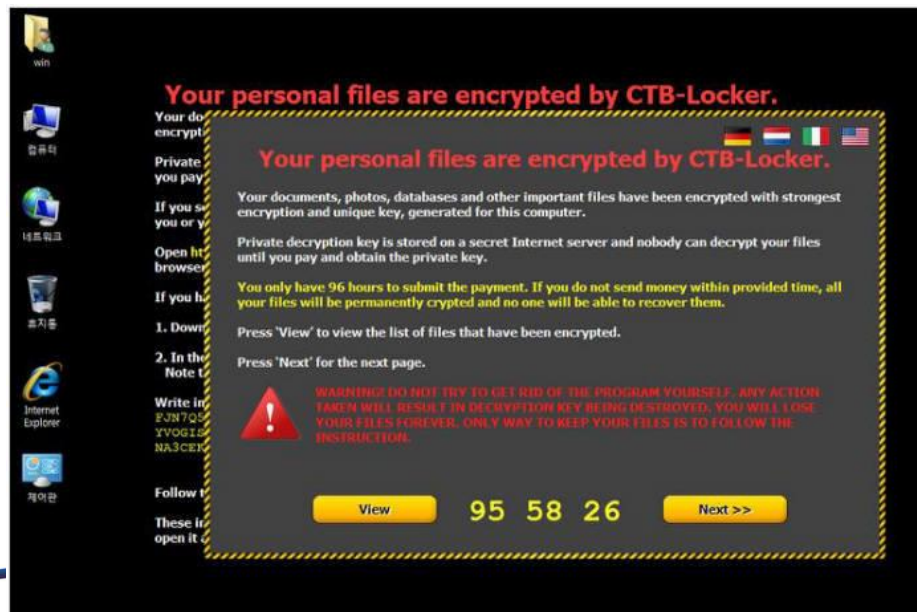 win
컴퓨터
네트워크
휴지통
Internet
Explorer
제어판
Your personal files are encrypted by CTB-Locker.
Your do
encrypt
Private
you pay
If you s
you or y
Open ht
browser
If you h
1. Down
2. In the
Note t
Write in
FJN7Q5
YVOGIS
NA3CEK
Follow t
These in
open it
Your personal files are encrypted by CTB-Locker.
Your documents, photos, databases and other important files have been encrypted with strongest
encryption and unique key, generated for this computer.
Private decryption key is stored on a secret Internet server and nobody can decrypt your files
until you pay and obtain the private key.
You only have 96 hours to submit the payment. If you do not send money within provided time, all
your files will be permanently crypted and no one will be able to recover them.
Press 'View' to view the list of files that have been encrypted.
Press 'Next' for the next page.
WARNING! DO NOT TRY TO GET RID OF THE PROGRAM YOURSELF. ANY ACTION
TAKEN WILL RESULT IN DECRYPTION KEY BEING DESTROYED. YOU WILL LOSE
YOUR FILES FOREVER. ONLY WAY TO KEEP YOUR FILES IS TO FOLLOW THE
INSTRUCTION.
View
95 58 26
Next >>